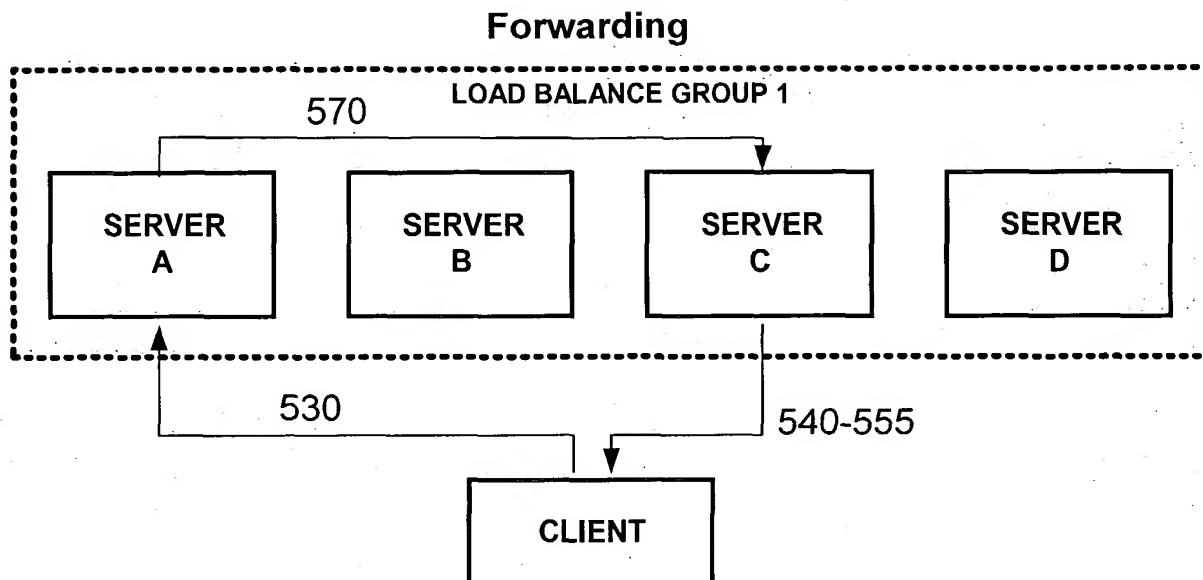 Forwarding
LOAD BALANCE GROUP 1
570
SERVER
A
SERVER
B
SERVER
C
SERVER
D
530
540-555
CLIENT